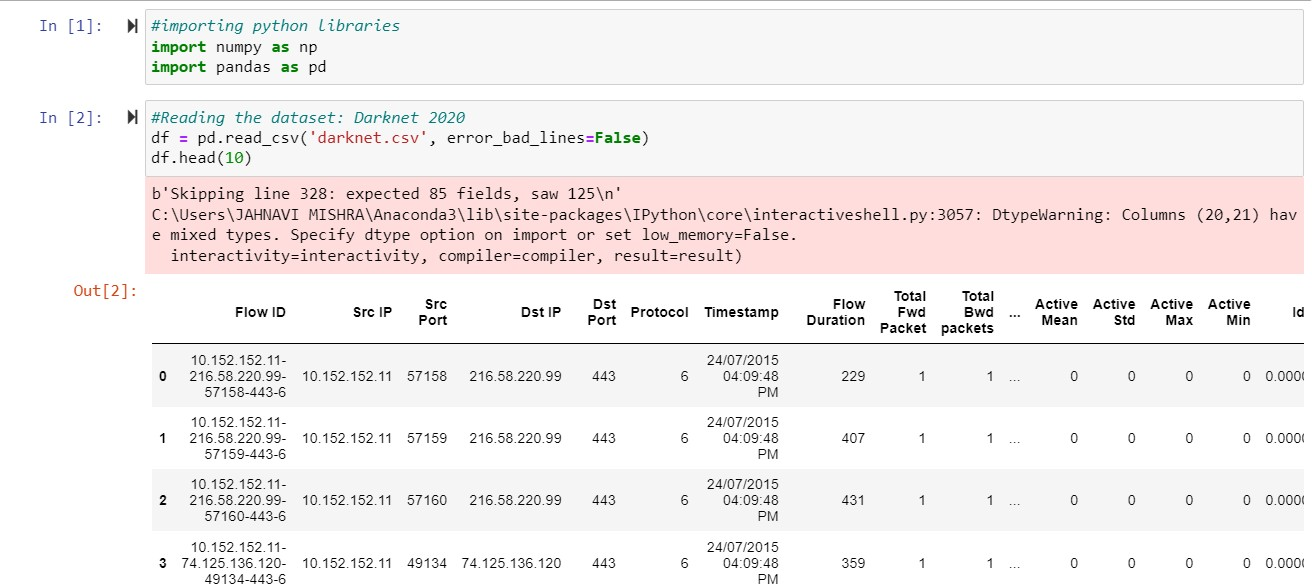 In [1]:
#importing python libraries
import numpy as np
import pandas as pd
In [2]:
#Reading the dataset: Darknet 2020
df = pd.read_csv('darknet.csv', error_bad_lines=False)
df.head(10)
b'Skipping line 328: expected 85 fields, saw 125\n'
C:\Users\JAHNAVI MISHRA\Anaconda3\lib\site-packages\IPython\core\interactiveshell.py:3057: DtypeWarning: Columns (20,21) hav
e mixed types. Specify dtype option on import or set low_memory=False.
interactivity=interactivity, compiler=compiler, result=result)
Out[2]:
Flow ID Src IP Src Port Dst IP Dst Port Protocol Timestamp Flow Duration Total Fwd Packet Total Bwd packets ... Active Mean Active Std Active Max Active Min Id
0 10.152.152.11-216.58.220.99-57158-443-6 10.152.152.11 57158 216.58.220.99 443 6 24/07/2015 04:09:48 PM 229 1 1 ... 0 0 0 0 0.000
1 10.152.152.11-216.58.220.99-57159-443-6 10.152.152.11 57159 216.58.220.99 443 6 24/07/2015 04:09:48 PM 407 1 1 ... 0 0 0 0 0.000
2 10.152.152.11-216.58.220.99-57160-443-6 10.152.152.11 57160 216.58.220.99 443 6 24/07/2015 04:09:48 PM 431 1 1 ... 0 0 0 0 0.000
3 10.152.152.11-74.125.136.120-49134-443-6 10.152.152.11 49134 74.125.136.120 443 6 24/07/2015 04:09:48 PM 359 1 1 ... 0 0 0 0 0.000